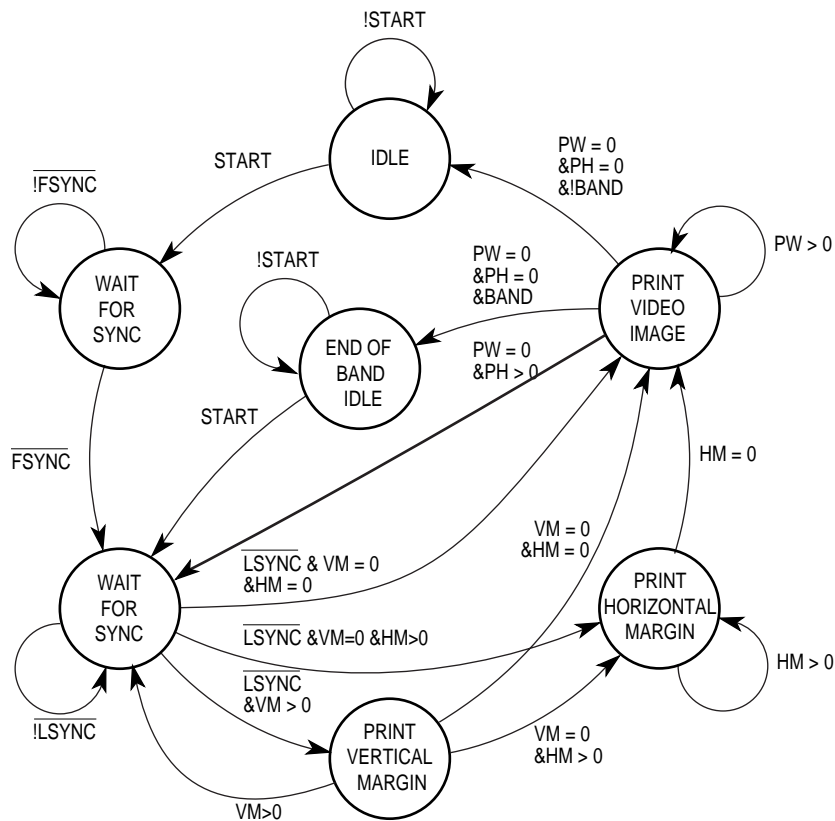 !START
IDLE
START
PW = 0
&PH = 0
&!BAND
!FSYNC
PW > 0
WAIT
FOR
SYNC
!START
PW = 0
&PH = 0
&BAND
PRINT
VIDEO
IMAGE
END OF
BAND
IDLE
PW = 0
&PH > 0
START
FSYNC
HM = 0
VM = 0
&HM = 0
LSYNC & VM = 0
&HM = 0
WAIT
FOR
SYNC
PRINT
HORIZONTAL
MARGIN
LSYNC &VM=0 &HM>0
HM > 0
LSYNC
&VM > 0
!LSYNC
PRINT
VERTICAL
MARGIN
VM = 0
&HM > 0
VM>0